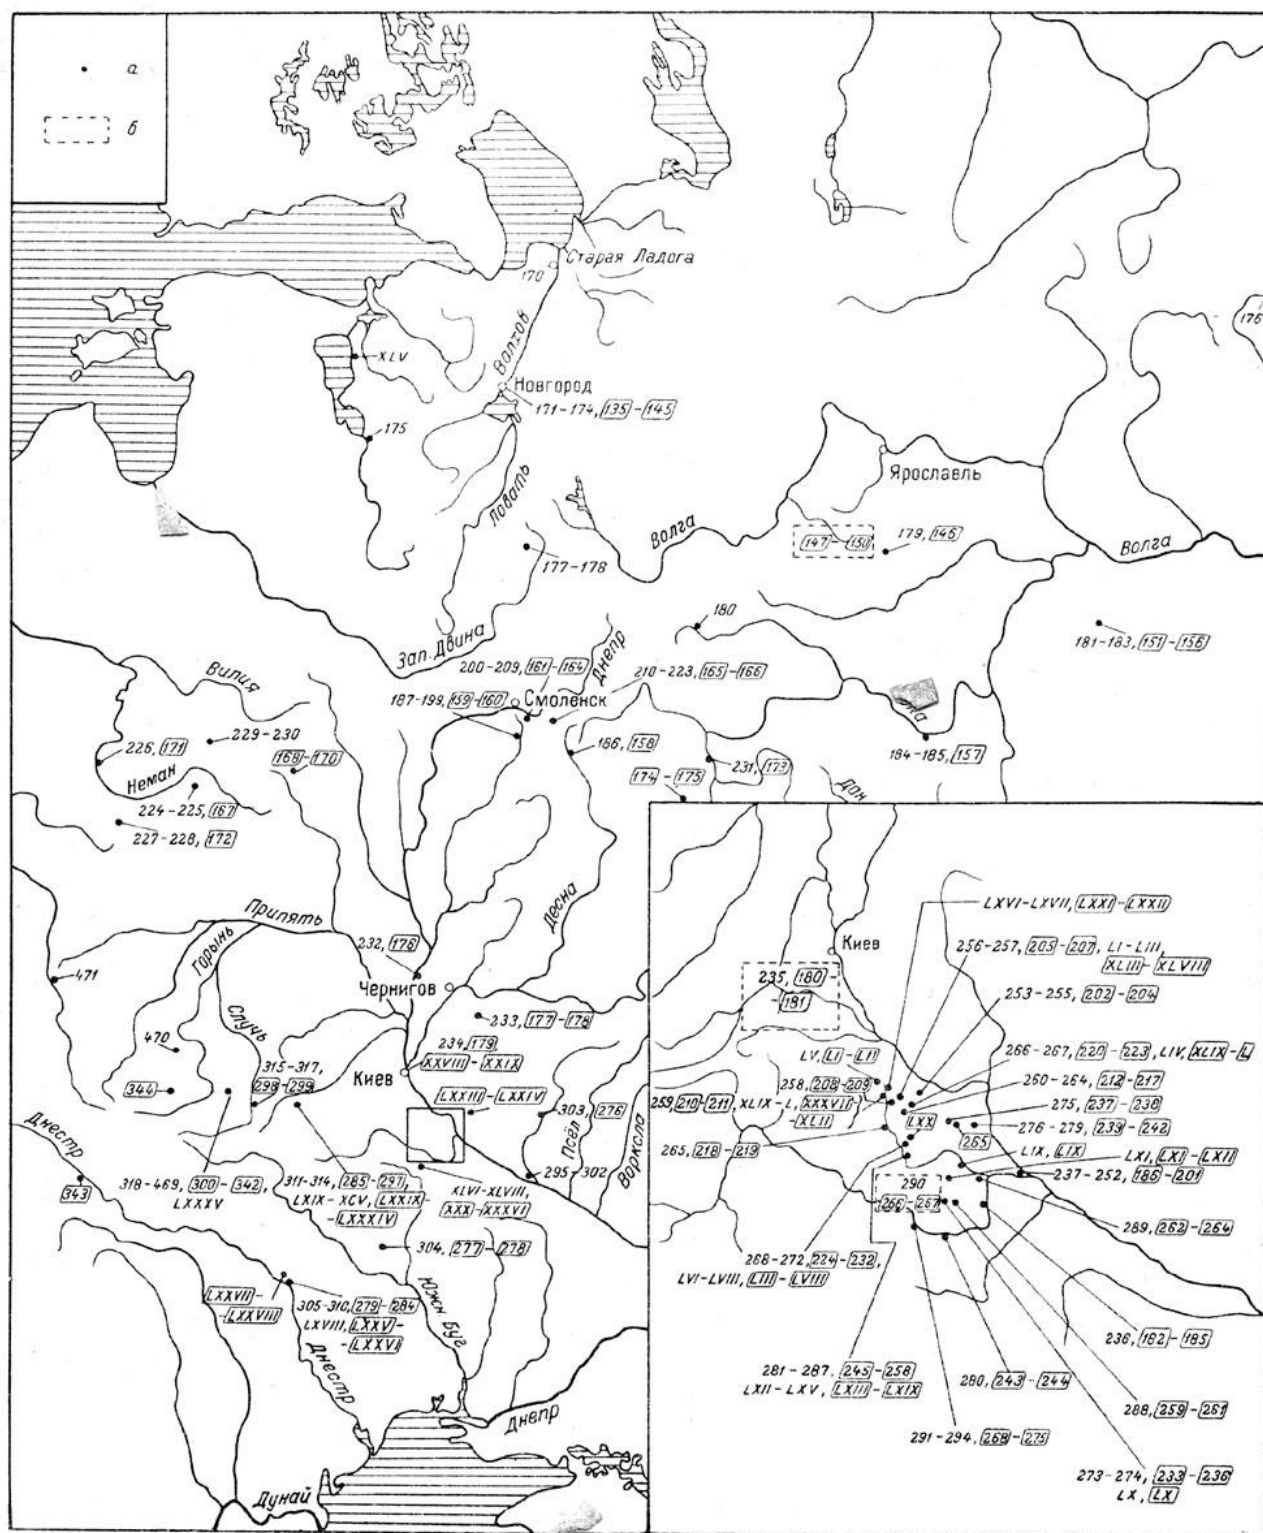 а
б
Старая Ладога
170
Волхов
176
XLV
Новгород
171-174, 135-145
175
Ловать
Ярославль
Волга
147-150
179, 146
Волга
177-178
180
181-183, 151-156
Зап. Двина
Днепр
200-209, 161-164
210-223, 165-166
Вилия
Смоленск
187-199, 159-160
229-230
226, 171
168-170
186, 158
231, 173
184-185, 157
Неман
174-175
Дон
224-225, 167
227-228, 172
Десна
Припять
Горынь
232, 176
471
Чернигов
233, 177-178
Случь
234, 179,
XXVIII-XXIX
470
315-317,
298-299
Киев
344
LXXIII-LXXIV
303, 276
Псёл
Ворскла
Днестр
343
318-469, 300-342,
LXXXV
311-314, 285-297,
LXIX-XCV, LXXIX-
-LXXXIV
XLVI-XLVIII,
XXX-XXXVI
295-302
304, 277-278
Южн. Буг
LXXVII-
-LXXVIII
305-310, 279-284
LXVIII, LXXV-
-LXXVI
Днестр
Днепр
Дунай
LXVI-LXVII, LXXI-LXXII
Киев
256-257, 205-207, LI-LIII,
XLIII-XLVIII
235, 180-
-181
253-255, 202-204
266-267, 220-223, LIV, XLIX-L
LV, LI-LII
258, 208-209
260-264, 212-217
259, 210-211, XLIX-L, XXXVII-
-XLII
275, 237-238
LXX
276-279, 239-242
265
265, 218-219
LIX, LIX
LXI, LXI-LXII
237-252, 186-201
290
266-267
289, 262-264
268-272, 224-232,
LVI-LVIII, LIII-LVIII
236, 182-185
281-287, 245-258
LXII-LXV, LXIII-LXIX
280, 243-244
288, 259-261
291-294, 268-275
273-274, 233-236
LX, LX